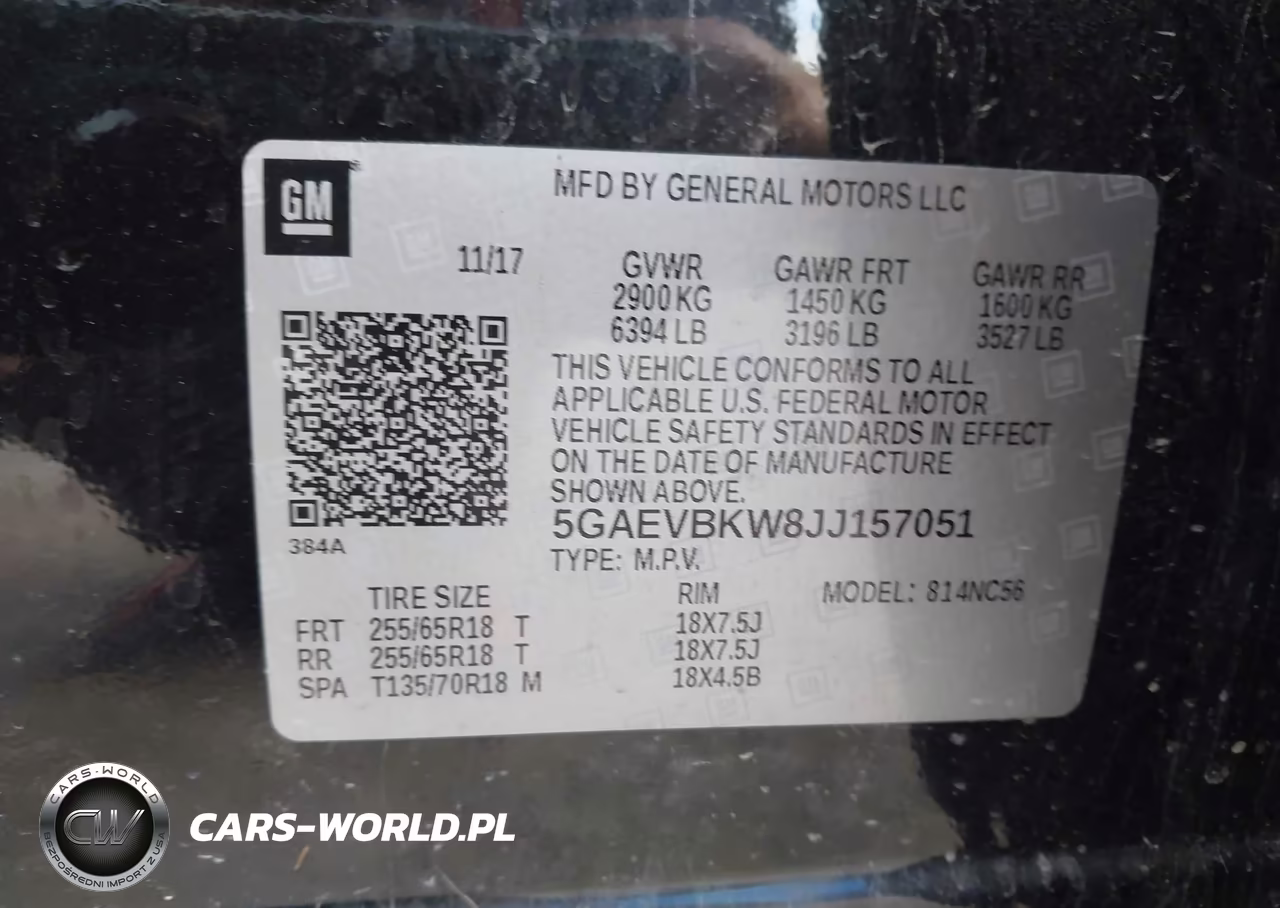 GM
MFD BY GENERAL MOTORS LLC
11/17
GVWR GAWR FRT GAWR RR
2900 KG 1450 KG 1600 KG
6394 LB 3196 LB 3527 LB
THIS VEHICLE CONFORMS TO ALL
APPLICABLE U.S. FEDERAL MOTOR
VEHICLE SAFETY STANDARDS IN EFFECT
ON THE DATE OF MANUFACTURE
SHOWN ABOVE.
5GAEVBKW8JJ157051
384A
TYPE: M.P.V.
TIRE SIZE RIM MODEL: 814NC56
FRT 255/65R18 T 18X7.5J
RR 255/65R18 T 18X7.5J
SPA T135/70R18 M 18X4.5B
CARS-WORLD
CW
BEZPOŚREDNI IMPORT Z USA
CARS-WORLD.PL